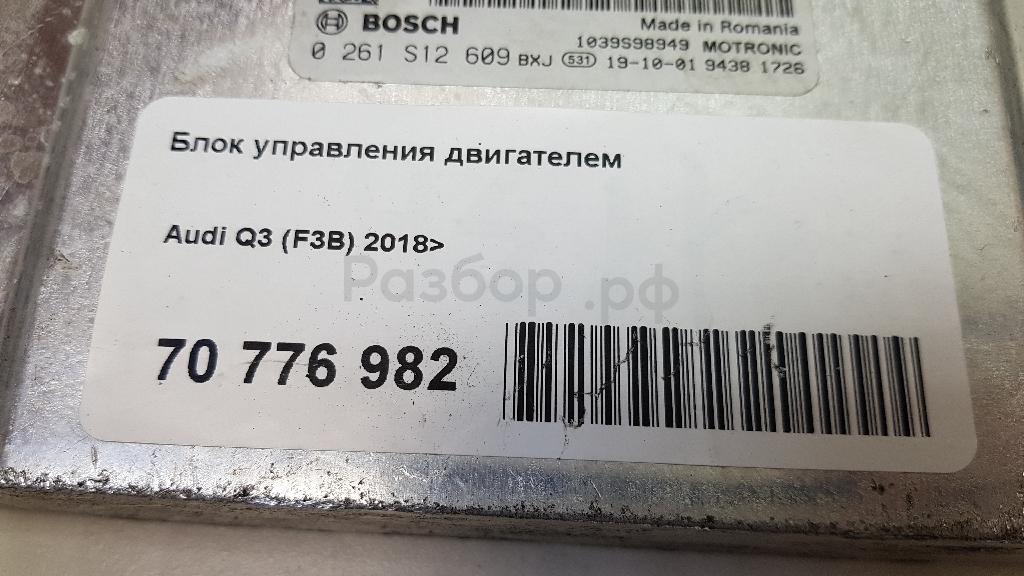 BOSCH
Made in Romania
1039S98949 MOTRONIC
0 261 S12 609 BXJ 531 19-10-01 9438 1726
Блок управления двигателем
Audi Q3 (F3B) 2018>
Разбор.рф
70 776 982